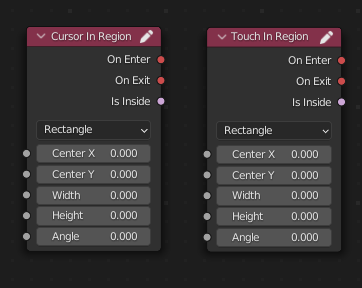 Cursor In Region
On Enter
On Exit
Is Inside
Rectangle
Center X 0.000
Center Y 0.000
Width 0.000
Height 0.000
Angle 0.000
Touch In Region
On Enter
On Exit
Is Inside
Rectangle
Center X 0.000
Center Y 0.000
Width 0.000
Height 0.000
Angle 0.000